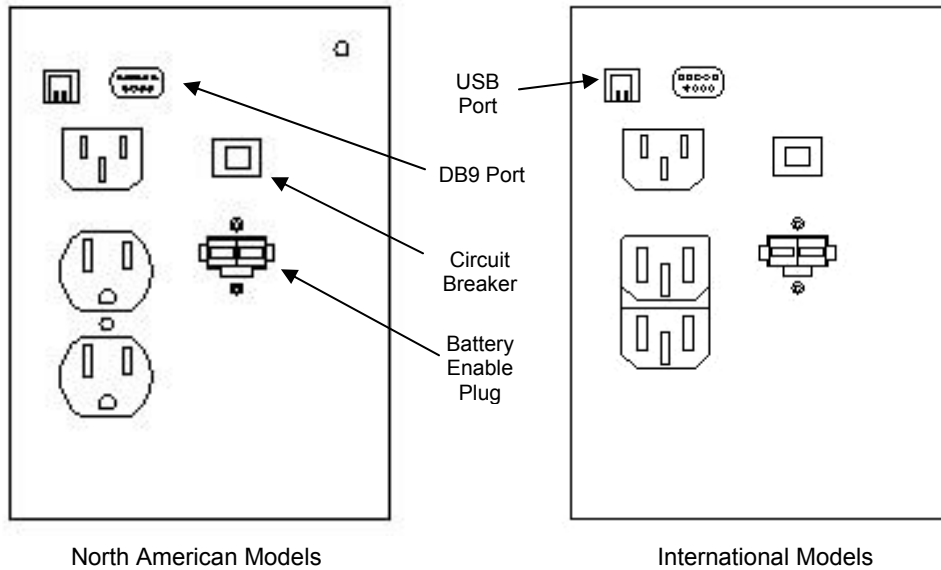 USB
Port
DB9 Port
Circuit
Breaker
Battery
Enable
Plug
North American Models
International Models